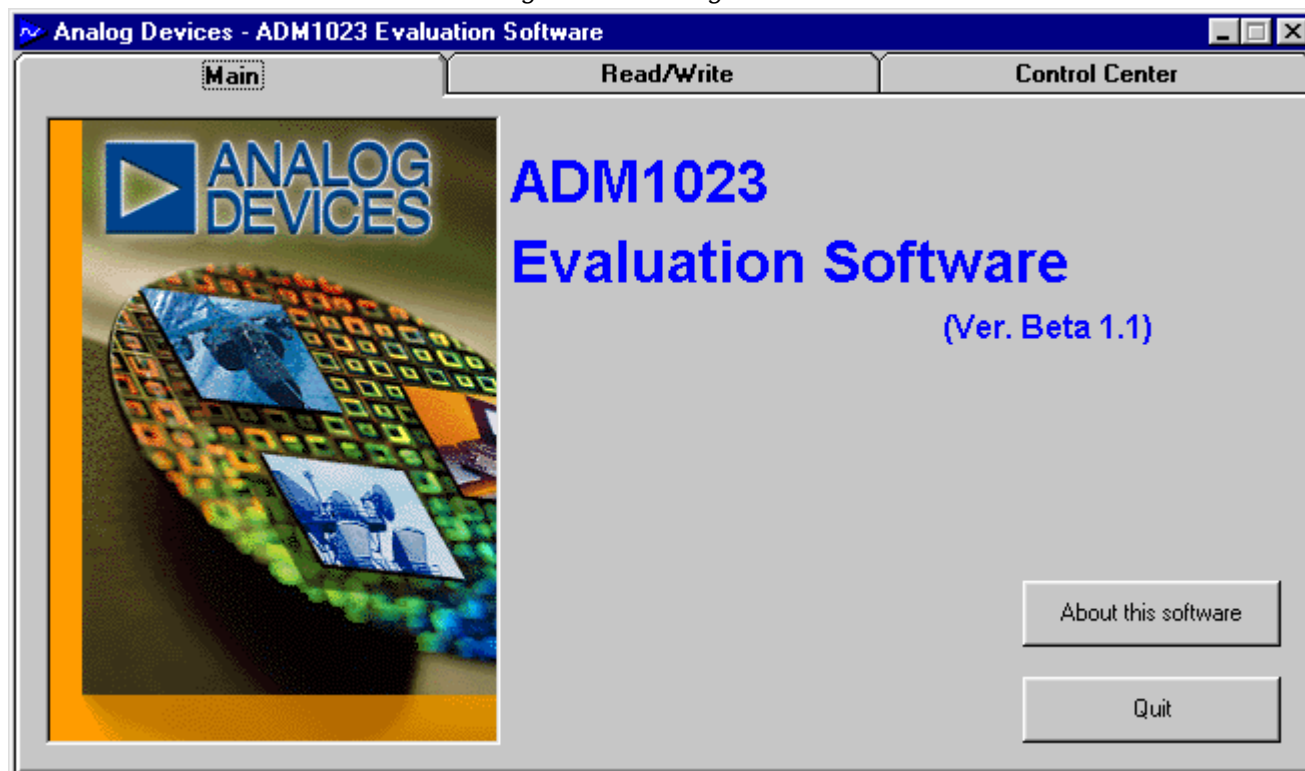 Analog Devices - ADM1023 Evaluation Software
Main
Read/Write
Control Center
ANALOG
DEVICES
ADM1023
Evaluation Software
(Ver. Beta 1.1)
About this software
Quit